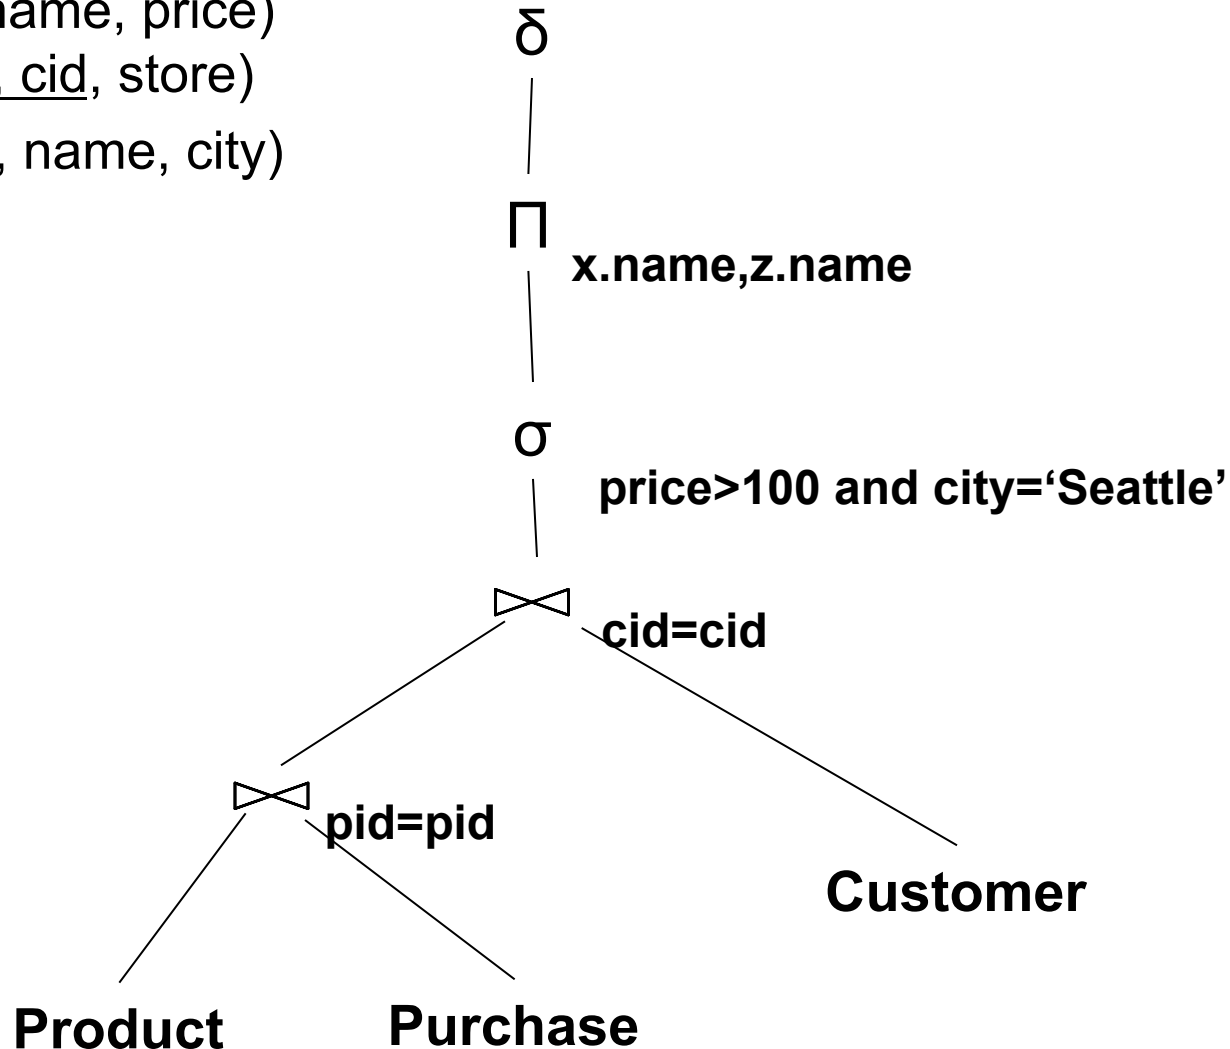 name, price)
, cid, store)
, name, city)
δ
Π
x.name,z.name
σ
price>100 and city=‘Seattle’
⋈
cid=cid
⋈
pid=pid
Customer
Product
Purchase